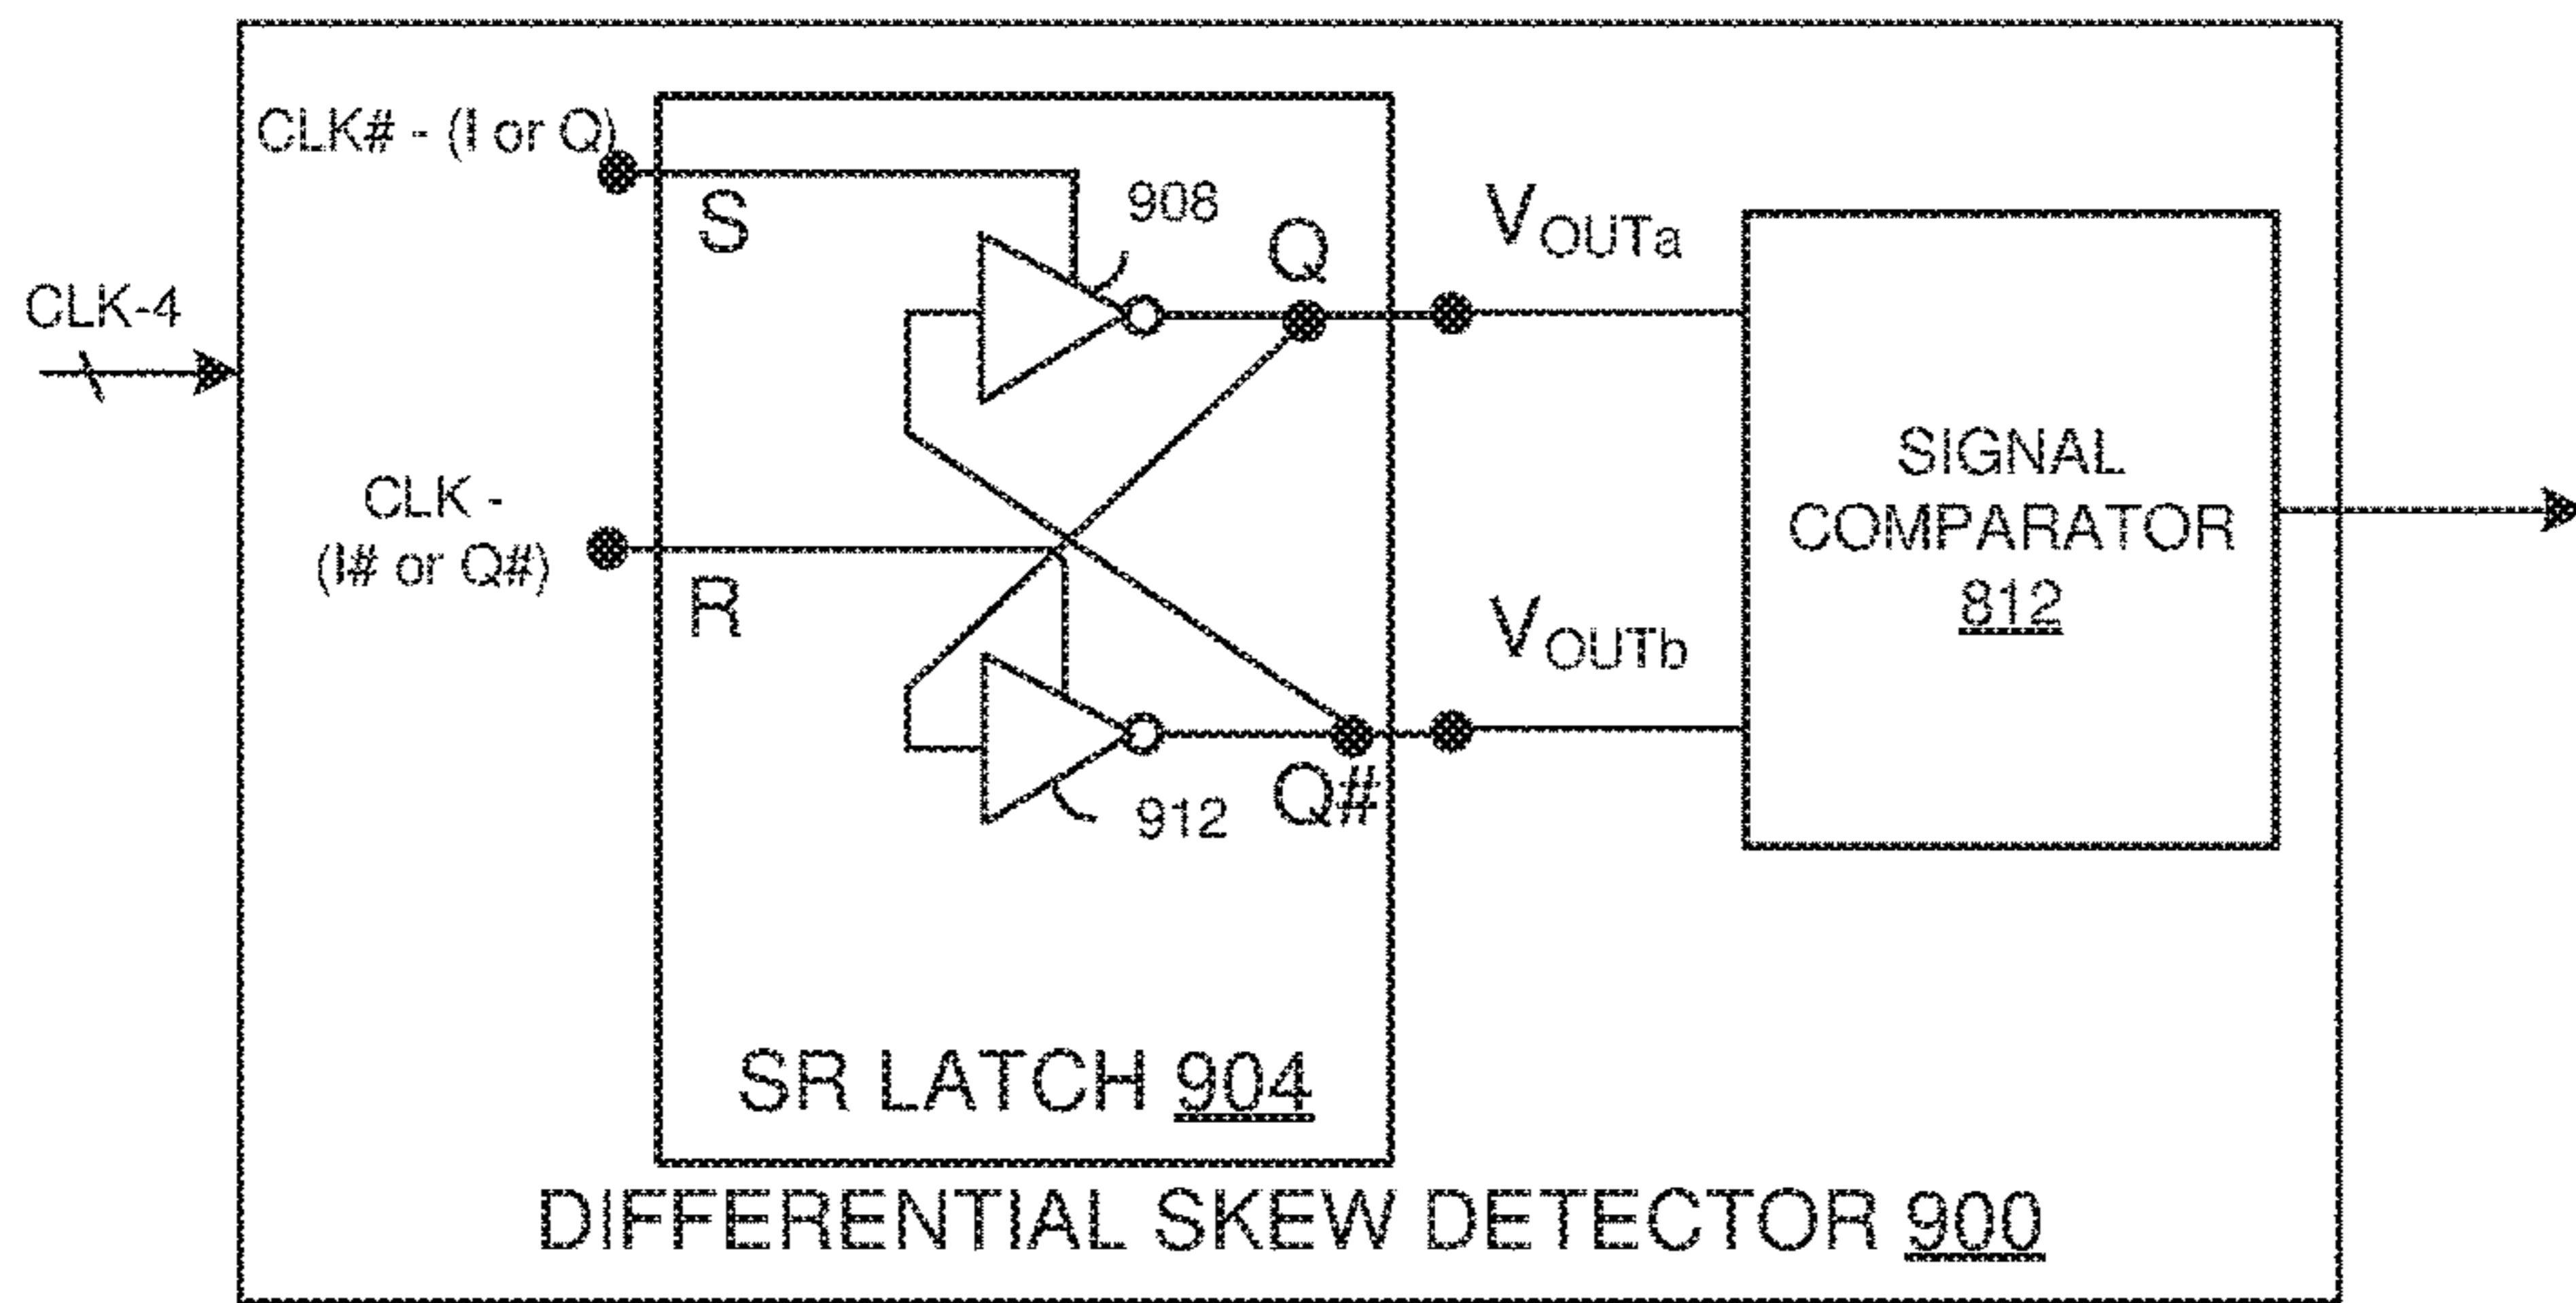 CLK# - (I or Q)
S
908
Q
VOUTa
CLK-4
CLK -
(I# or Q#)
R
SIGNAL
COMPARATOR
812
VOUTb
912
Q#
SR LATCH 904
DIFFERENTIAL SKEW DETECTOR 900